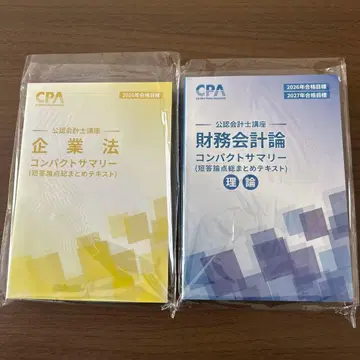 CPA
2026年合格目標
公認会計士講座
企業法
コンパクトサマリー
(短答論点総まとめテキスト)
CPA
2026年合格目標
2027年合格目標
公認会計士講座
財務会計論
コンパクトサマリー
(短答論点総まとめテキスト)
理論